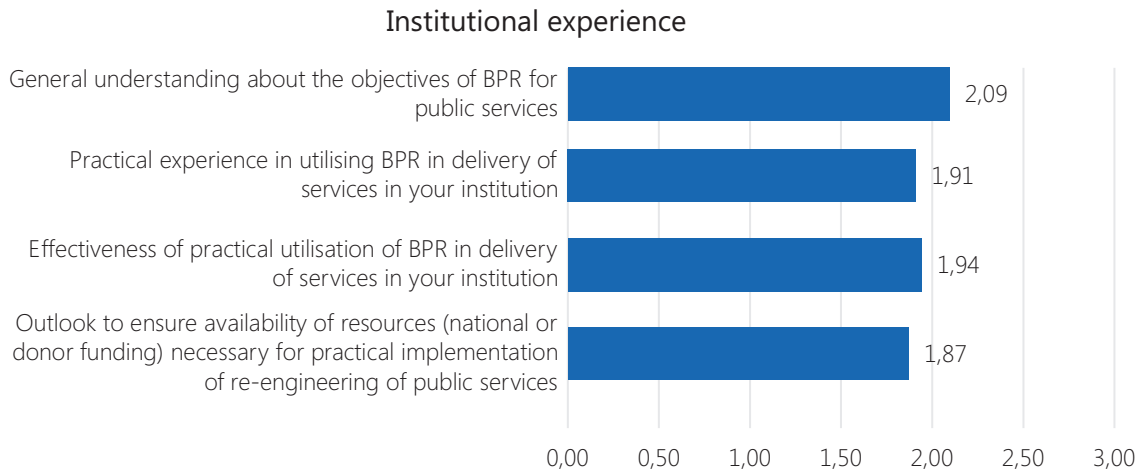 Institutional experience
General understanding about the objectives of BPR for
public services
2,09
Practical experience in utilising BPR in delivery of
services in your institution
1,91
Effectiveness of practical utilisation of BPR in delivery
of services in your institution
1,94
Outlook to ensure availability of resources (national or
donor funding) necessary for practical implementation
of re-engineering of public services
1,87
0,00 0,50 1,00 1,50 2,00 2,50 3,00